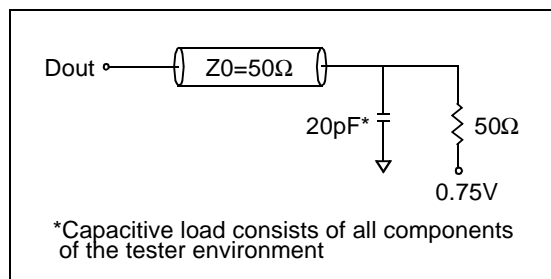 Dout
Z0=50Ω
20pF*
50Ω
0.75V
*Capacitive load consists of all components
of the tester environment